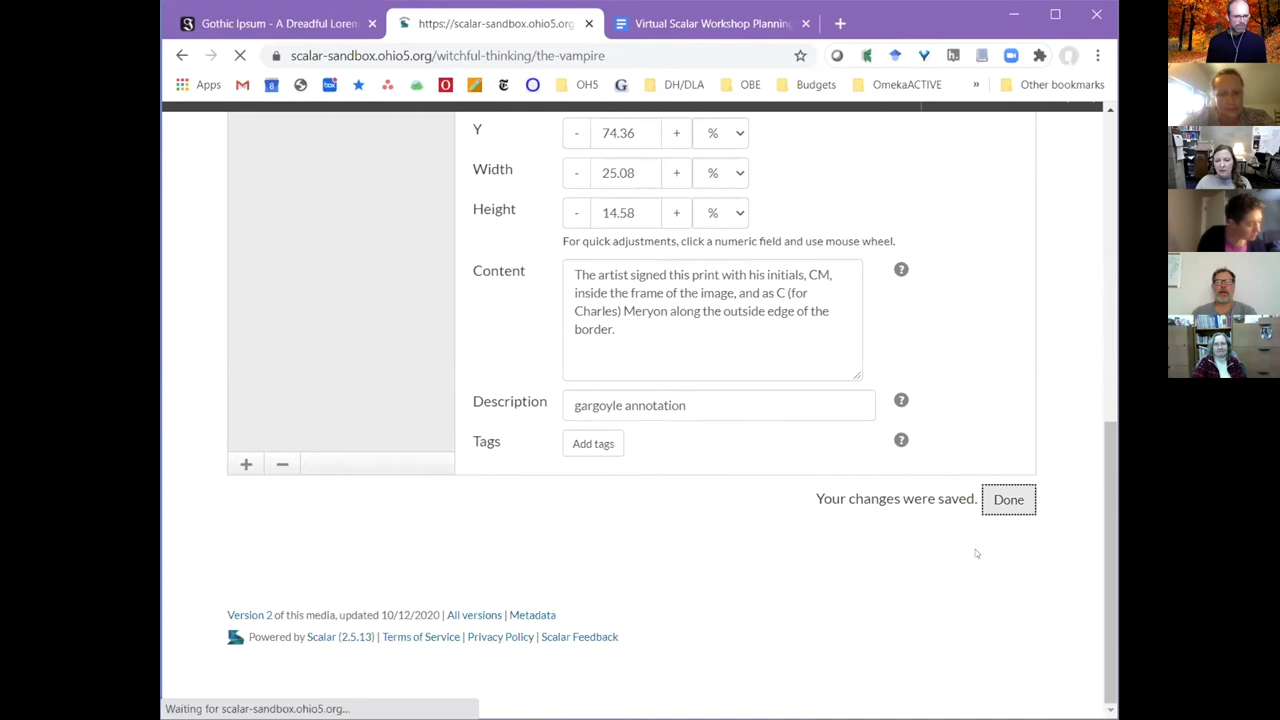 Gothic Ipsum - A Dreadful Lorem
https://scalar-sandbox.ohio5.org
Virtual Scalar Workshop Planning
scalar-sandbox.ohio5.org/witchful-thinking/the-vampire
Apps
OH5
DH/DLA
OBE
Budgets
OmekaACTIVE
»
Other bookmarks
Y - 74.36 + %
Width - 25.08 + %
Height - 14.58 + %
For quick adjustments, click a numeric field and use mouse wheel.
Content
The artist signed this print with his initials, CM,
inside the frame of the image, and as C (for
Charles) Meryon along the outside edge of the
border.
Description gargoyle annotation
Tags Add tags
Your changes were saved. Done
Version 2 of this media, updated 10/12/2020 | All versions | Metadata
Powered by Scalar (2.5.13) | Terms of Service | Privacy Policy | Scalar Feedback
Waiting for scalar-sandbox.ohio5.org...